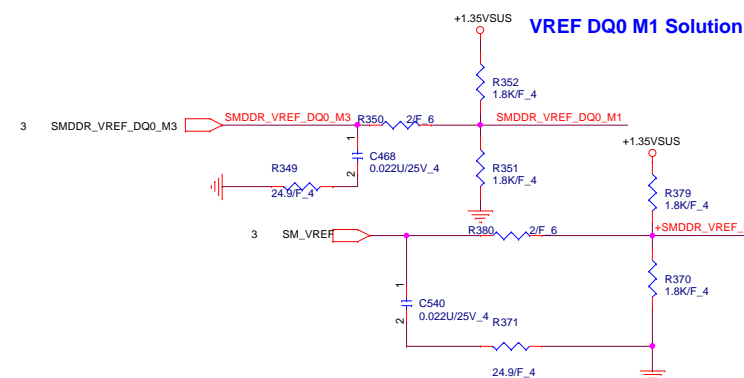 +1.35VSUS
VREF DQ0 M1 Solution
R352
1.8K/F_4
3 SMDDR_VREF_DQ0_M3
SMDDR_VREF_DQ0_M3
R350
2/F_6
SMDDR_VREF_DQ0_M1
1
2
C468
0.022U/25V_4
R351
1.8K/F_4
R349
24.9/F_4
+1.35VSUS
R379
1.8K/F_4
3 SM_VREF
R380
2/F_6
+SMDDR_VREF_
R370
1.8K/F_4
1
2
C540
0.022U/25V_4
R371
24.9/F_4